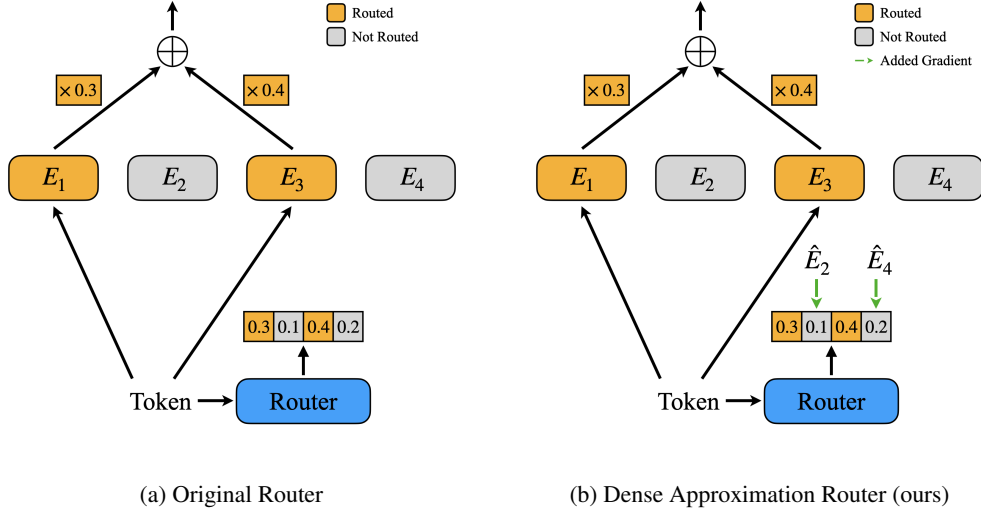 Routed
Not Routed
× 0.3
× 0.4
E1
E2
E3
E4
0.3 0.1 0.4 0.2
Token
Router
(a) Original Router
Routed
Not Routed
Added Gradient
× 0.3
× 0.4
E1
E2
E3
E4
Ê2
Ê4
0.3 0.1 0.4 0.2
Token
Router
(b) Dense Approximation Router (ours)